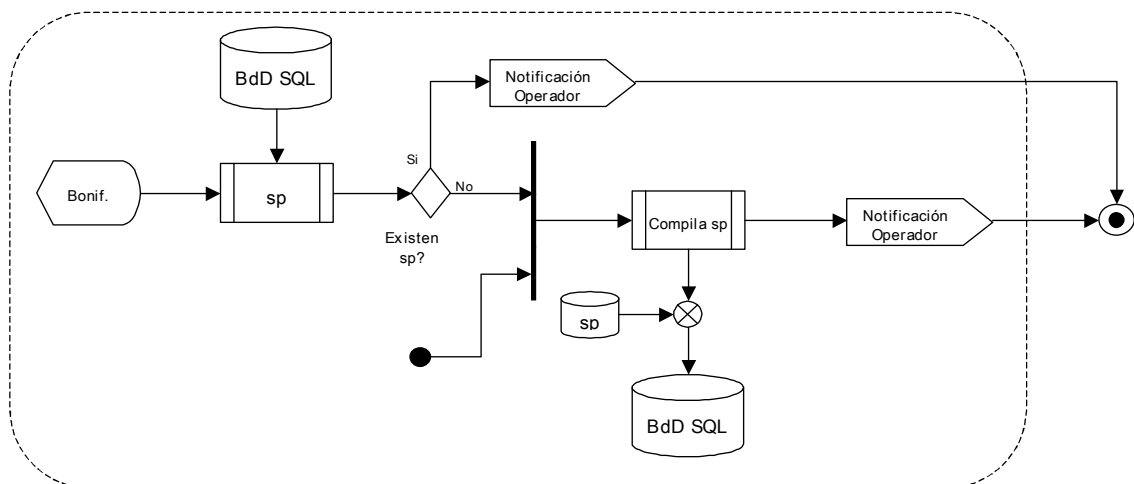 BdD SQL
Notificación
Operador
Bonif.
sp
Si
No
Existen
sp?
Compila sp
Notificación
Operador
sp
BdD SQL